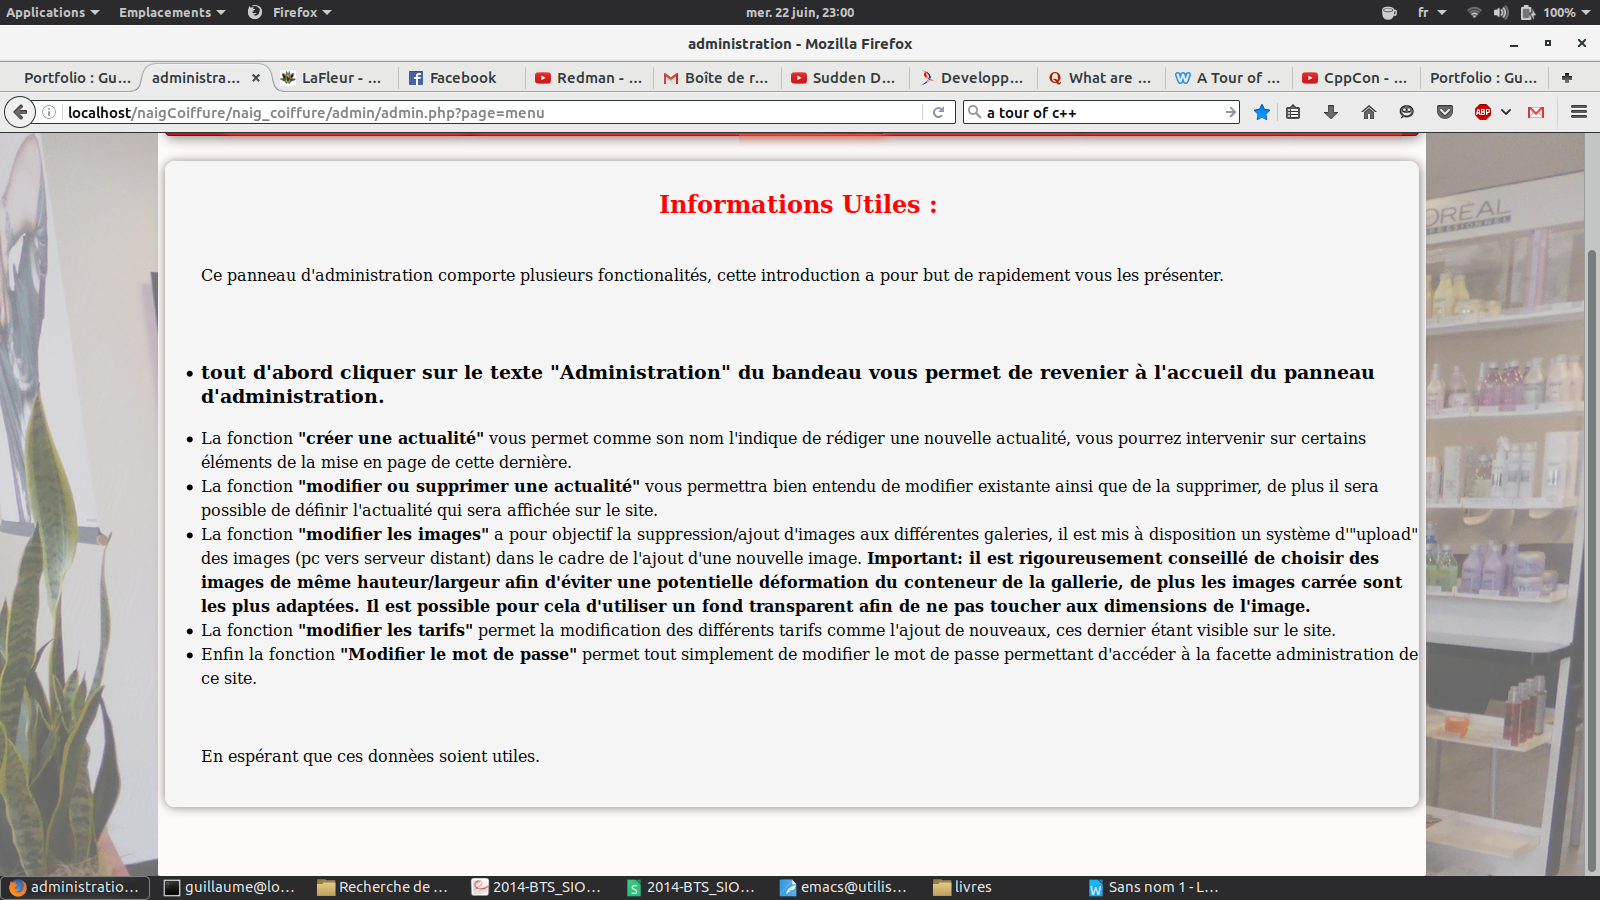 Applications Emplacements Firefox mer. 22 juin, 23:00 fr 100%
administration - Mozilla Firefox
Portfolio : Gu... administra... LaFleur - ... Facebook Redman - ... Boîte de r... Sudden D... Developp... What are ... A Tour of ... CppCon - ... Portfolio : Gu...
localhost/naigCoiffure/naig_coiffure/admin/admin.php?page=menu a tour of c++ ABP
Informations Utiles :
Ce panneau d'administration comporte plusieurs fonctionalités, cette introduction a pour but de rapidement vous les présenter.
• tout d'abord cliquer sur le texte "Administration" du bandeau vous permet de revenier à l'accueil du panneau
d'administration.
• La fonction "créer une actualité" vous permet comme son nom l'indique de rédiger une nouvelle actualité, vous pourrez intervenir sur certains
éléments de la mise en page de cette dernière.
• La fonction "modifier ou supprimer une actualité" vous permettra bien entendu de modifier existante ainsi que de la supprimer, de plus il sera
possible de définir l'actualité qui sera affichée sur le site.
• La fonction "modifier les images" a pour objectif la suppression/ajout d'images aux différentes galeries, il est mis à disposition un système d'"upload"
des images (pc vers serveur distant) dans le cadre de l'ajout d'une nouvelle image. Important: il est rigoureusement conseillé de choisir des
images de même hauteur/largeur afin d'éviter une potentielle déformation du conteneur de la gallerie, de plus les images carrée sont
les plus adaptées. Il est possible pour cela d'utiliser un fond transparent afin de ne pas toucher aux dimensions de l'image.
• La fonction "modifier les tarifs" permet la modification des différents tarifs comme l'ajout de nouveaux, ces dernier étant visible sur le site.
• Enfin la fonction "Modifier le mot de passe" permet tout simplement de modifier le mot de passe permettant d'accéder à la facette administration de
ce site.
En espérant que ces donnèes soient utiles.
administratio... guillaume@lo... Recherche de ... 2014-BTS_SIO... 2014-BTS_SIO... emacs@utilis... livres Sans nom 1 - L...